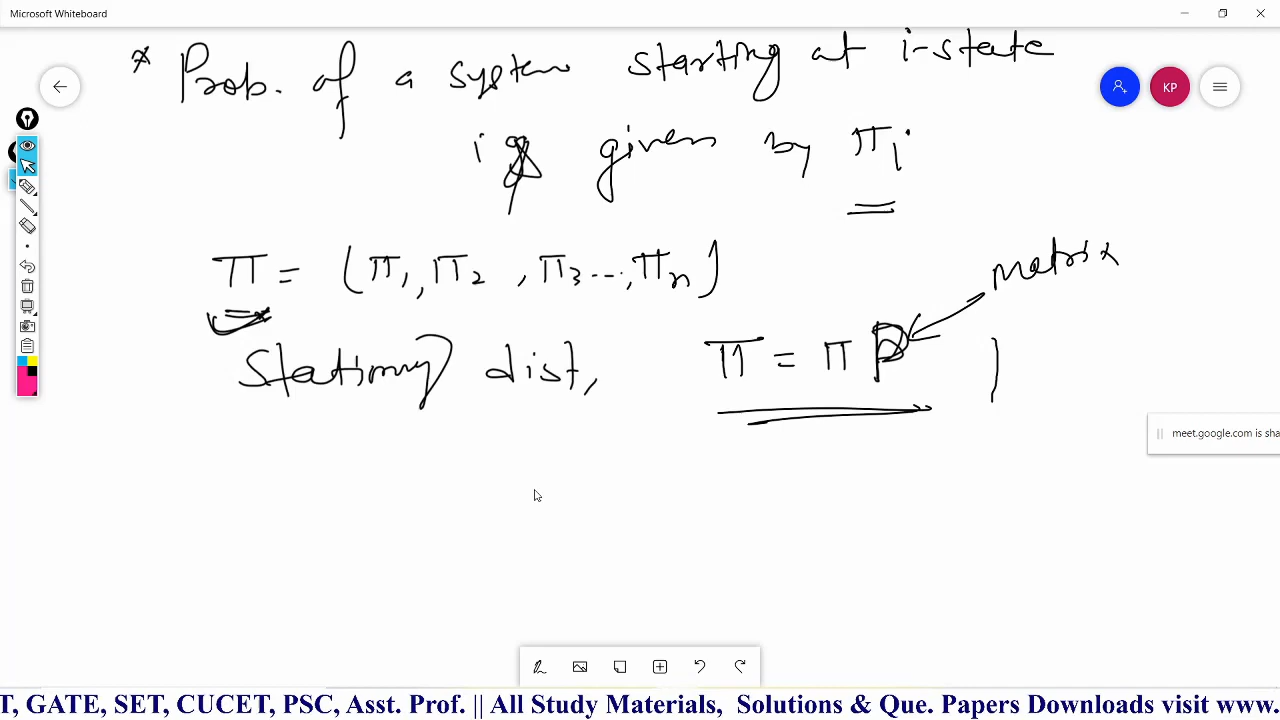 Microsoft Whiteboard
* Prob. of a system starting at i-state
KP
is given by πi
π = (π1, π2, π3...,πn)
matrix
Stationary dist, π = π P
meet.google.com is sha
T, GATE, SET, CUCET, PSC, Asst. Prof. || All Study Materials, Solutions & Que. Papers Downloads visit www.